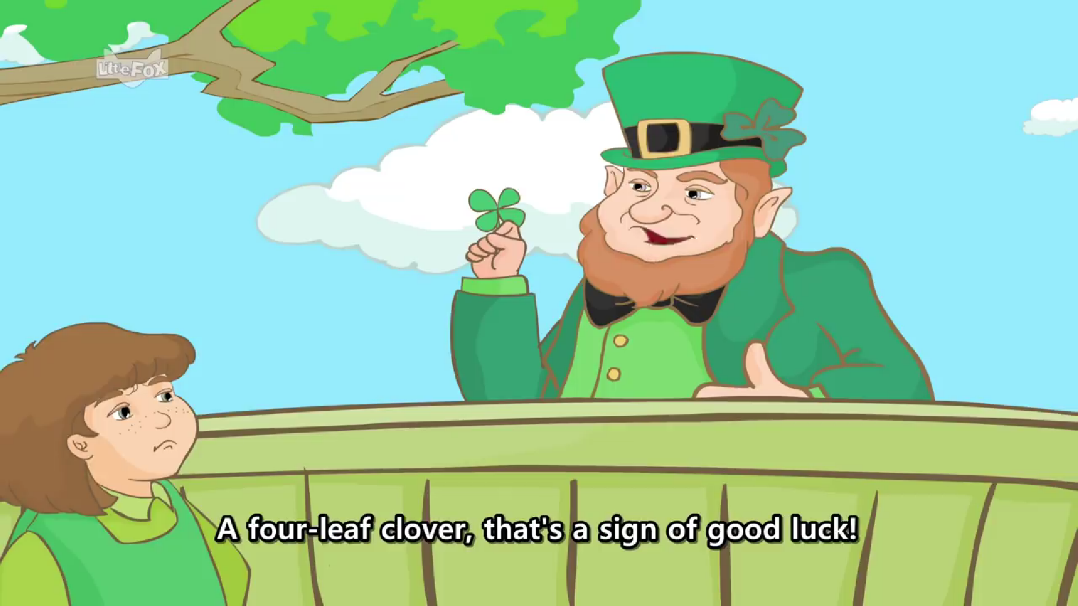 Little Fox
A four-leaf clover, that's a sign of good luck!